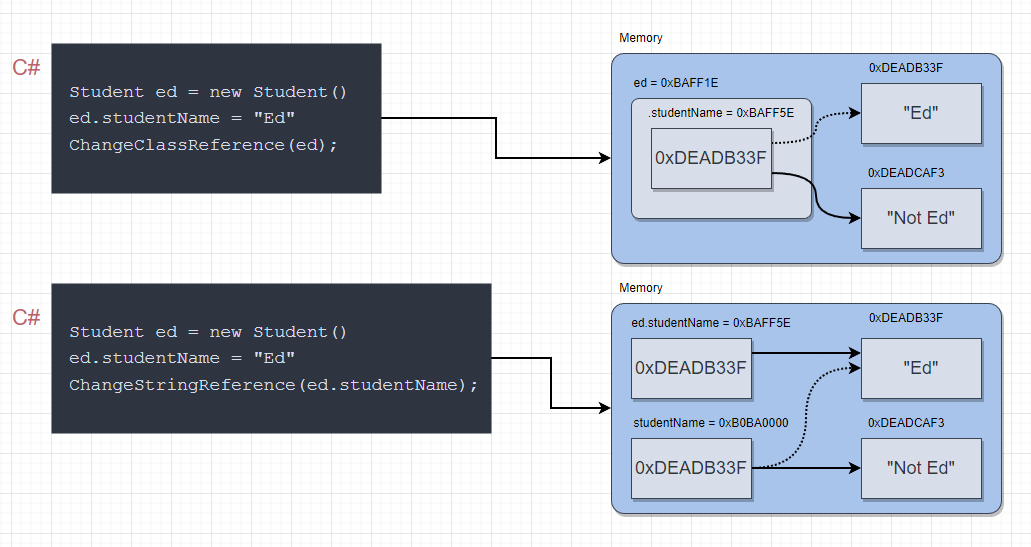 C#
Student ed = new Student()
ed.studentName = "Ed"
ChangeClassReference(ed);
Memory
ed = 0xBAFF1E
.studentName = 0xBAFF5E
0xDEADB33F
0xDEADB33F
"Ed"
0xDEADCAF3
"Not Ed"
C#
Student ed = new Student()
ed.studentName = "Ed"
ChangeStringReference(ed.studentName);
Memory
ed.studentName = 0xBAFF5E
0xDEADB33F
0xDEADB33F
"Ed"
studentName = 0xB0BA0000
0xDEADB33F
0xDEADCAF3
"Not Ed"